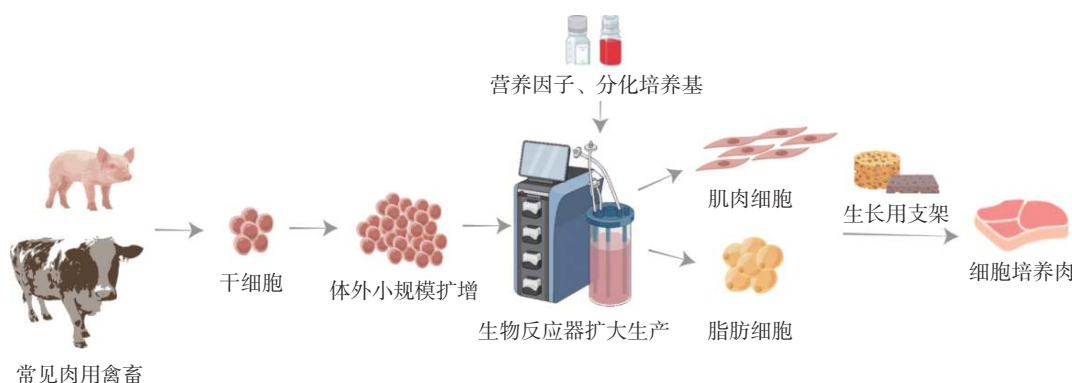 营养因子、分化培养基
肌肉细胞
生长用支架
干细胞
体外小规模扩增
生物反应器扩大生产
脂肪细胞
细胞培养肉
常见肉用禽畜